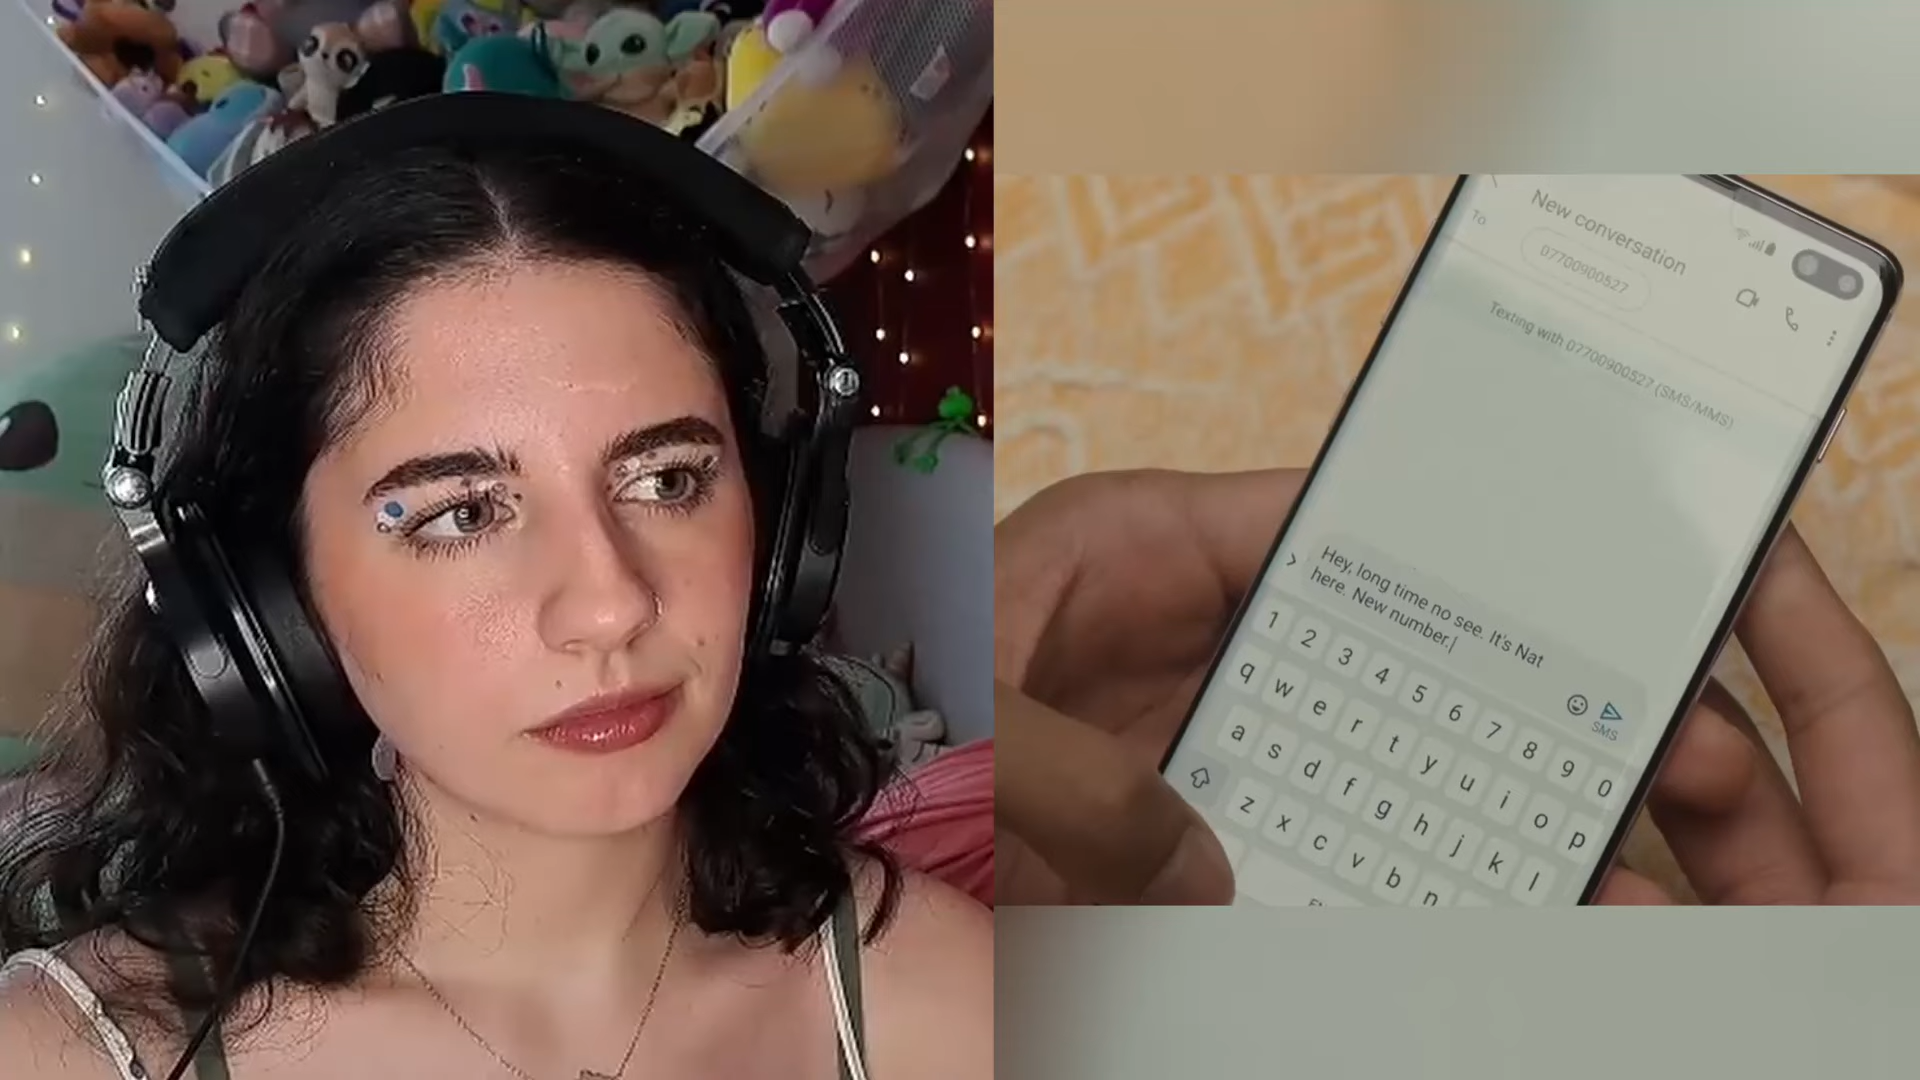 New conversation
To
07700900527
Texting with 07700900527 (SMS/MMS)
Hey, long time no see. It's Nat
here. New number.
SMS
1 2 3 4 5 6 7 8 9 0
q w e r t y u i o p
a s d f g h j k l
z x c v b n